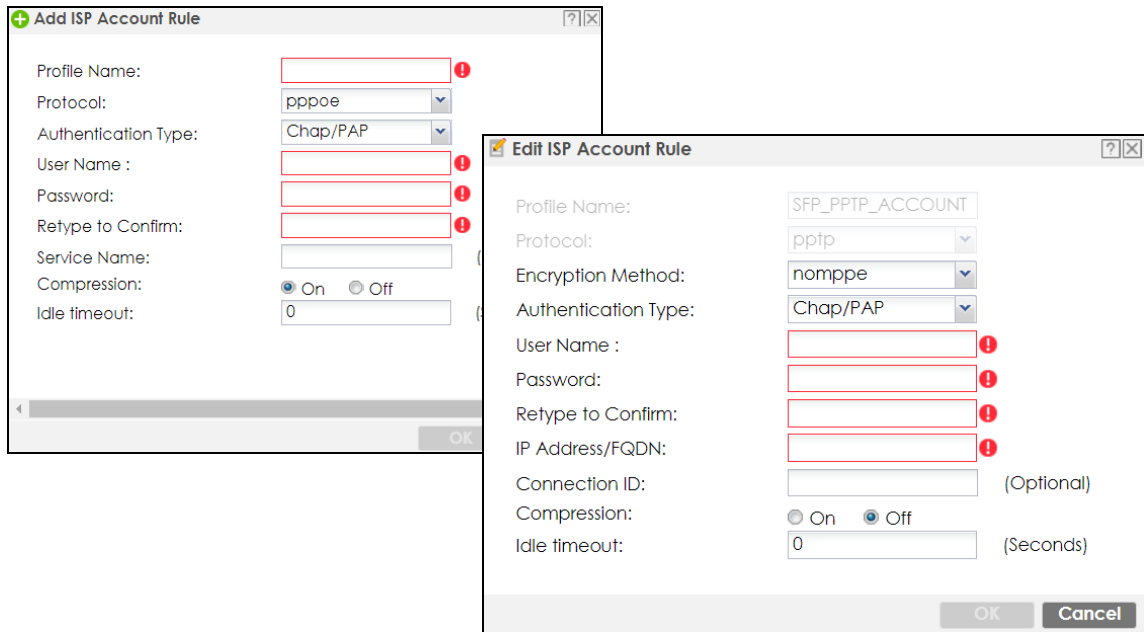 Add ISP Account Rule
Profile Name:
Protocol: pppoe
Authentication Type: Chap/PAP
User Name :
Password:
Retype to Confirm:
Service Name:
Compression: On Off
Idle timeout: 0
OK
Edit ISP Account Rule
Profile Name: SFP_PPTP_ACCOUNT
Protocol: pptp
Encryption Method: nomppe
Authentication Type: Chap/PAP
User Name :
Password:
Retype to Confirm:
IP Address/FQDN:
Connection ID: (Optional)
Compression: On Off
Idle timeout: 0 (Seconds)
OK Cancel